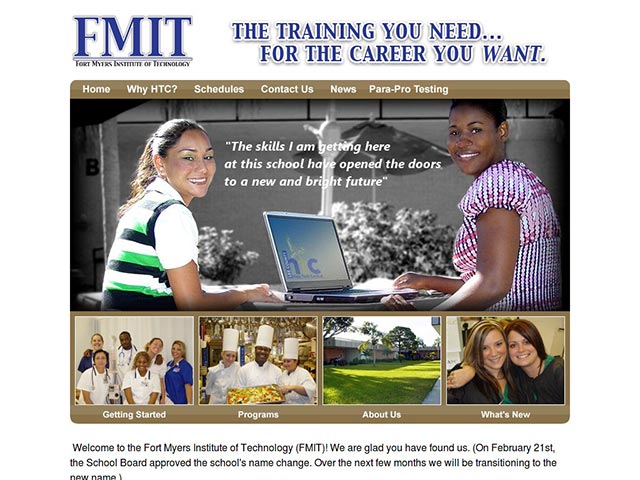 FMIT
FORT MYERS INSTITUTE OF TECHNOLOGY
THE TRAINING YOU NEED...
FOR THE CAREER YOU WANT.
Home Why HTC? Schedules Contact Us News Para-Pro Testing
"The skills I am getting here
at this school have opened the doors
to a new and bright future"
htc
Getting Started Programs About Us What's New
Welcome to the Fort Myers Institute of Technology (FMIT)! We are glad you have found us. (On February 21st,
the School Board approved the school's name change. Over the next few months we will be transitioning to the
new name.)